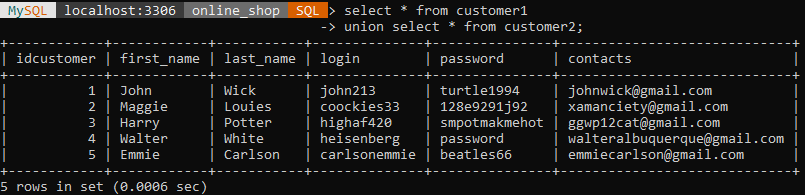 MySQL localhost:3306 online_shop SQL > select * from customer1
-> union select * from customer2;
+------------+------------+-----------+---------------+--------------+----------------------------+
| idcustomer | first_name | last_name | login         | password     | contacts                   |
+------------+------------+-----------+---------------+--------------+----------------------------+
|          1 | John       | Wick      | john213       | turtle1994   | johnwick@gmail.com         |
|          2 | Maggie     | Louies    | coockies33    | 128e9291j92  | xamanciety@gmail.com       |
|          3 | Harry      | Potter    | highaf420     | smpotmakmehot | ggwp12cat@gmail.com        |
|          4 | Walter     | White     | heisenberg    | password     | walteralbuquerque@gmail.com |
|          5 | Emmie      | Carlson   | carlsonemmie  | beatles66    | emmiecarlson@gmail.com     |
+------------+------------+-----------+---------------+--------------+----------------------------+
5 rows in set (0.0006 sec)